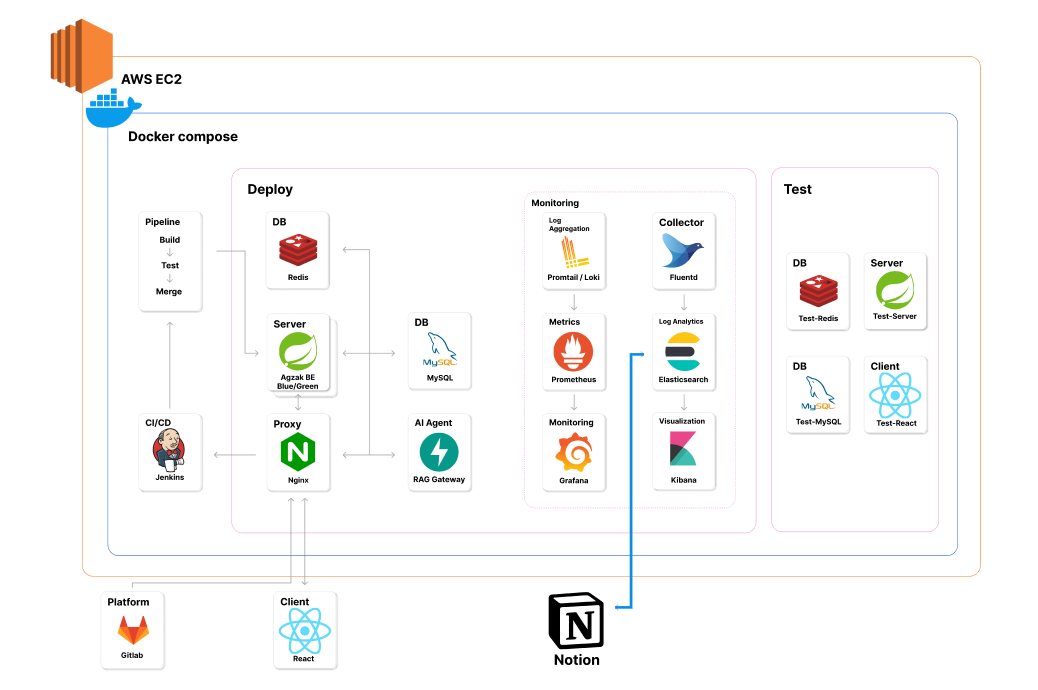 AWS EC2
Docker compose
Deploy
Test
Pipeline
Build
Test
Merge
DB
Redis
Monitoring
Log
Aggregation
Promtail / Loki
Collector
Fluentd
DB
Test-Redis
Server
Test-Server
Server
Agzak BE
Blue/Green
DB
MySQL
MySQL
Metrics
Prometheus
Log Analytics
Elasticsearch
DB
MySQL
Test-MySQL
Client
Test-React
CI/CD
Jenkins
Proxy
N
Nginx
AI Agent
RAG Gateway
Monitoring
Grafana
Visualization
Kibana
Platform
Gitlab
Client
React
N
Notion